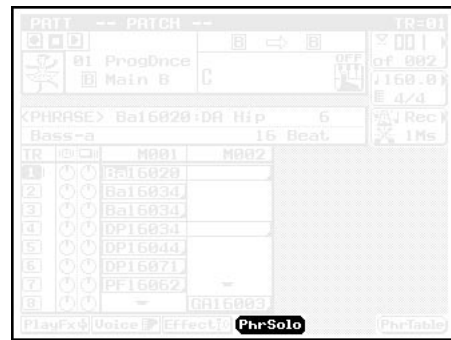 PATT -- PATCH -- TR=01
B ⇨ B
01 ProgDnce OFF of 002
B Main B C ♩160.0
4/4
<PHRASE> Ba16020:DA Hip 6 Rec
Bass-a 16 Beat 1Ms
TR M001 M002
1 Ba16020
2 Ba16034
3 Ba16034
4 DP16034
5 DP16044
6 DP16071
7 PF16062
8 GA16003
PlayFx Voice Effect PhrSolo PhrTable